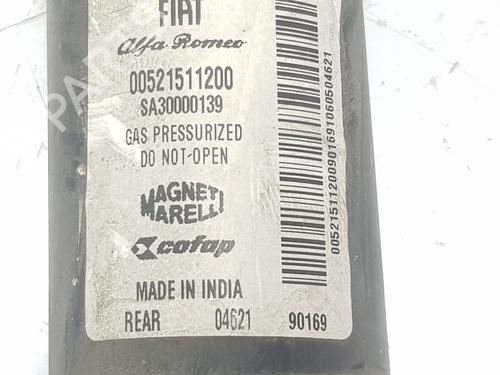 FIAT
Alfa Romeo
00521511200
SA30000139
GAS PRESSURIZED
DO NOT-OPEN
MAGNETI
MARELLI
cofap
MADE IN INDIA
REAR 04621 90169
00521511200901691060504621